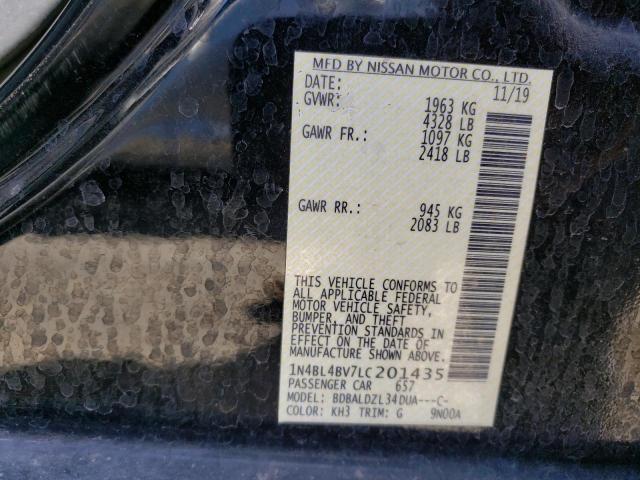 MFD BY NISSAN MOTOR CO., LTD.
DATE: 11/19
GVWR: 1963 KG
4328 LB
GAWR FR.: 1097 KG
2418 LB
GAWR RR.: 945 KG
2083 LB
THIS VEHICLE CONFORMS TO
ALL APPLICABLE FEDERAL
MOTOR VEHICLE SAFETY,
BUMPER, AND THEFT
PREVENTION STANDARDS IN
EFFECT ON THE DATE OF
MANUFACTURE SHOWN ABOVE.
1N4BL4BV7LC201435
PASSENGER CAR 657
MODEL: BDBALDZL34DUA---C-
COLOR: KH3 TRIM: G 9N00A